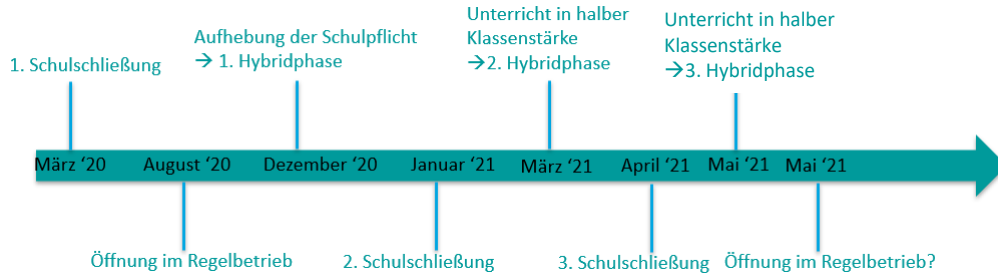 Unterricht in halber
Klassenstärke
→2. Hybridphase
Unterricht in halber
Klassenstärke
→3. Hybridphase
Aufhebung der Schulpflicht
→ 1. Hybridphase
1. Schulschließung
März ‘20
August ‘20
Dezember ‘20
Januar ‘21
März ‘21
April ‘21
Mai ‘21
Mai ‘21
Öffnung im Regelbetrieb
2. Schulschließung
3. Schulschließung
Öffnung im Regelbetrieb?